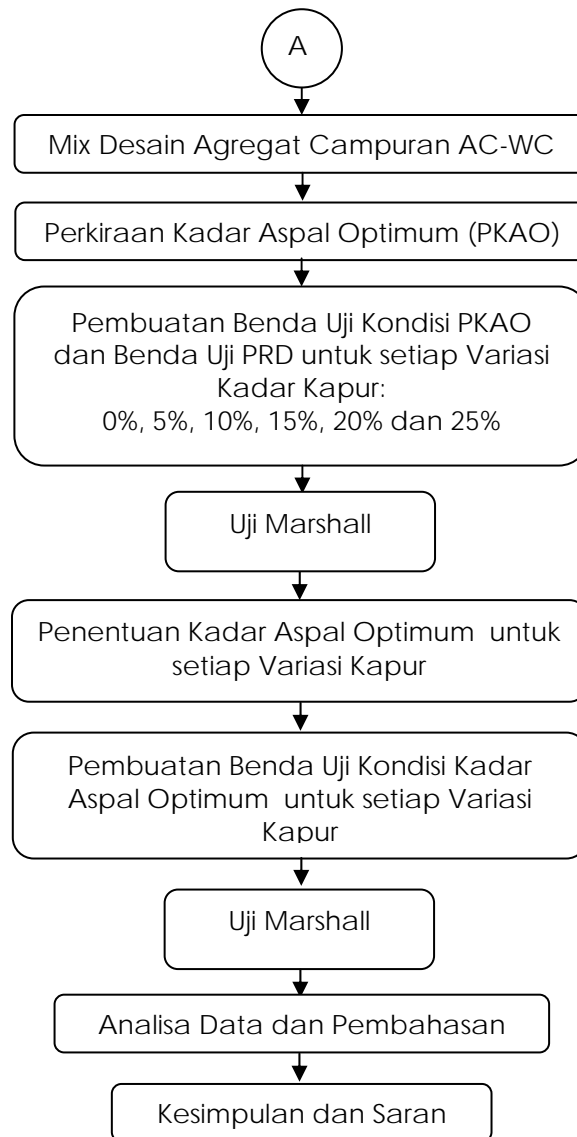 A
Mix Desain Agregat Campuran AC-WC
Perkiraan Kadar Aspal Optimum (PKAO)
Pembuatan Benda Uji Kondisi PKAO
dan Benda Uji PRD untuk setiap Variasi
Kadar Kapur:
0%, 5%, 10%, 15%, 20% dan 25%
Uji Marshall
Penentuan Kadar Aspal Optimum untuk
setiap Variasi Kapur
Pembuatan Benda Uji Kondisi Kadar
Aspal Optimum untuk setiap Variasi
Kapur
Uji Marshall
Analisa Data dan Pembahasan
Kesimpulan dan Saran